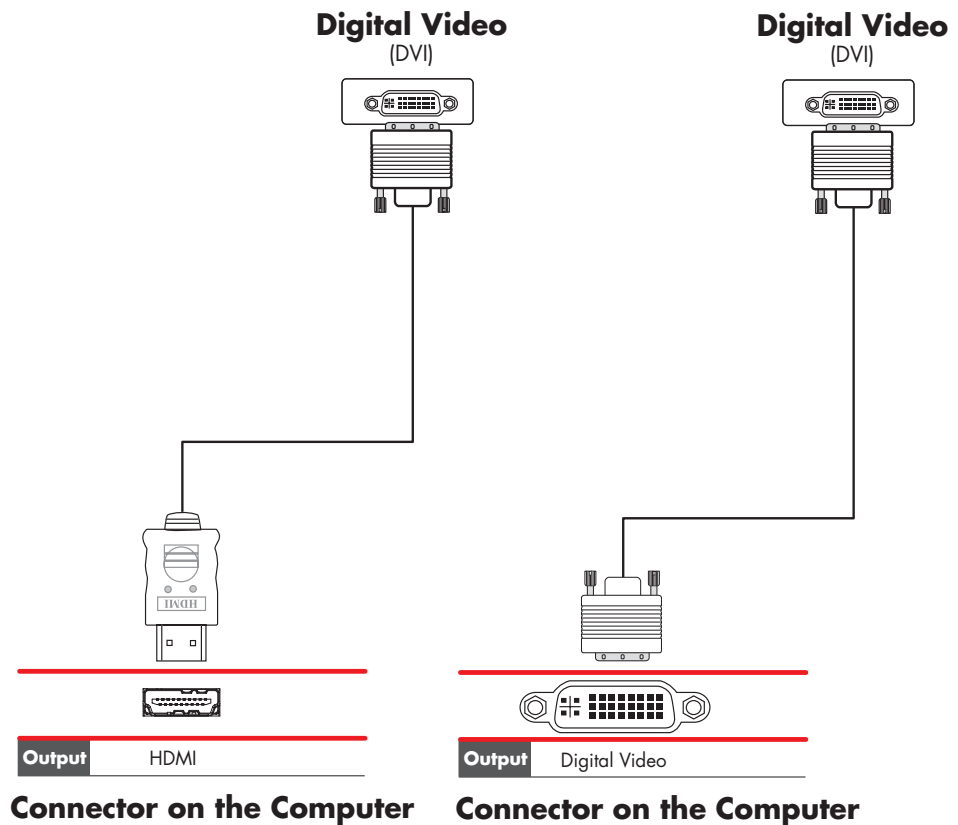 Digital Video
(DVI)
Digital Video
(DVI)
HDMI
Output HDMI
Output Digital Video
Connector on the Computer
Connector on the Computer